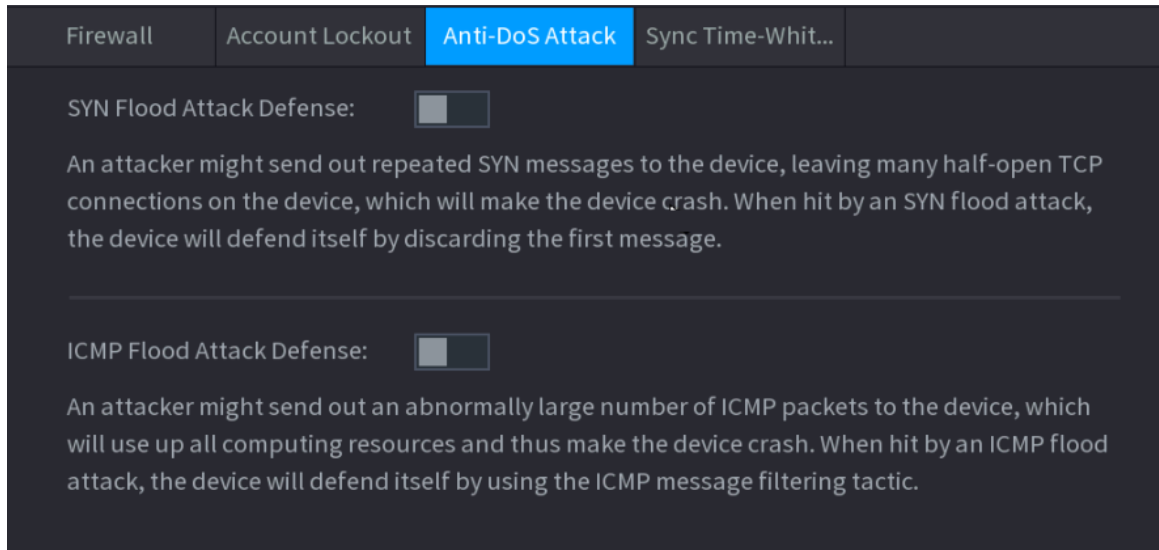 Firewall Account Lockout Anti-DoS Attack Sync Time-Whit...
SYN Flood Attack Defense:
An attacker might send out repeated SYN messages to the device, leaving many half-open TCP
connections on the device, which will make the device crash. When hit by an SYN flood attack,
the device will defend itself by discarding the first message.
ICMP Flood Attack Defense:
An attacker might send out an abnormally large number of ICMP packets to the device, which
will use up all computing resources and thus make the device crash. When hit by an ICMP flood
attack, the device will defend itself by using the ICMP message filtering tactic.